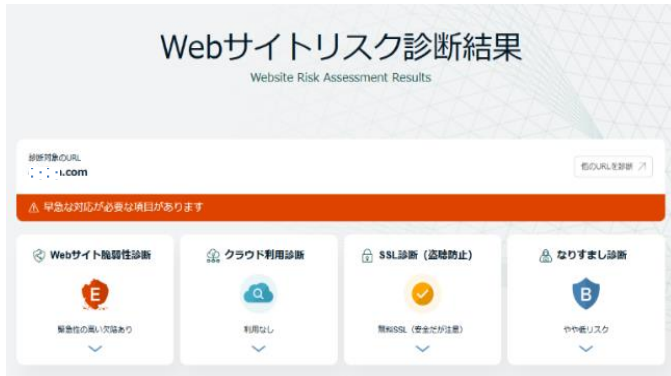 Webサイトリスク診断結果
Website Risk Assessment Results
診断対象のURL
.com
他のURLを診断
早急な対応が必要な項目があります
Webサイト脆弱性診断
クラウド利用診断
SSL診断（盗聴防止）
なりすまし診断
E
B
緊急性の高い欠陥あり
利用なし
無料SSL（安全だが注意）
やや低リスク